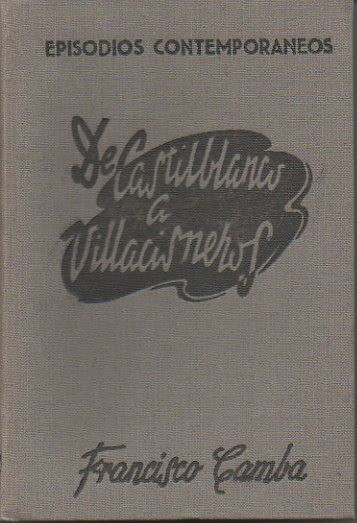 EPISODIOS CONTEMPORANEOS
De
Castilblanco
a
Villacisneros
Francisco Camba